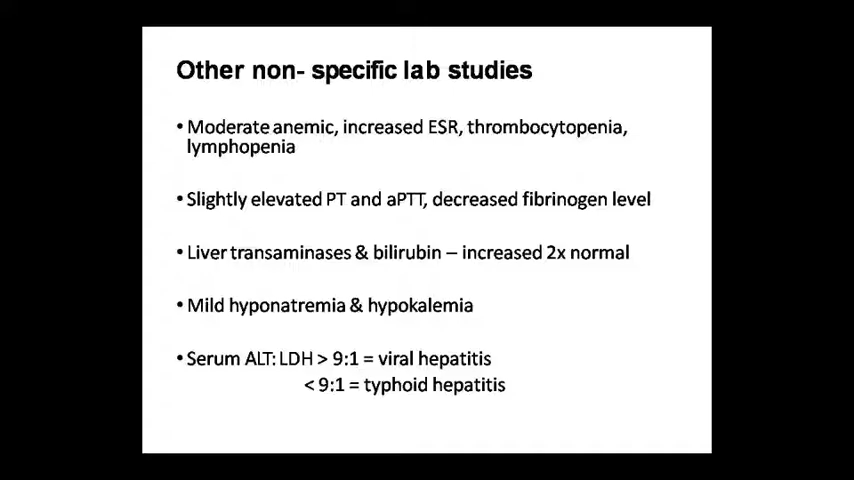 Other non- specific lab studies
• Moderate anemic, increased ESR, thrombocytopenia,
lymphopenia
• Slightly elevated PT and aPTT, decreased fibrinogen level
• Liver transaminases & bilirubin – increased 2x normal
• Mild hyponatremia & hypokalemia
• Serum ALT: LDH > 9:1 = viral hepatitis
< 9:1 = typhoid hepatitis